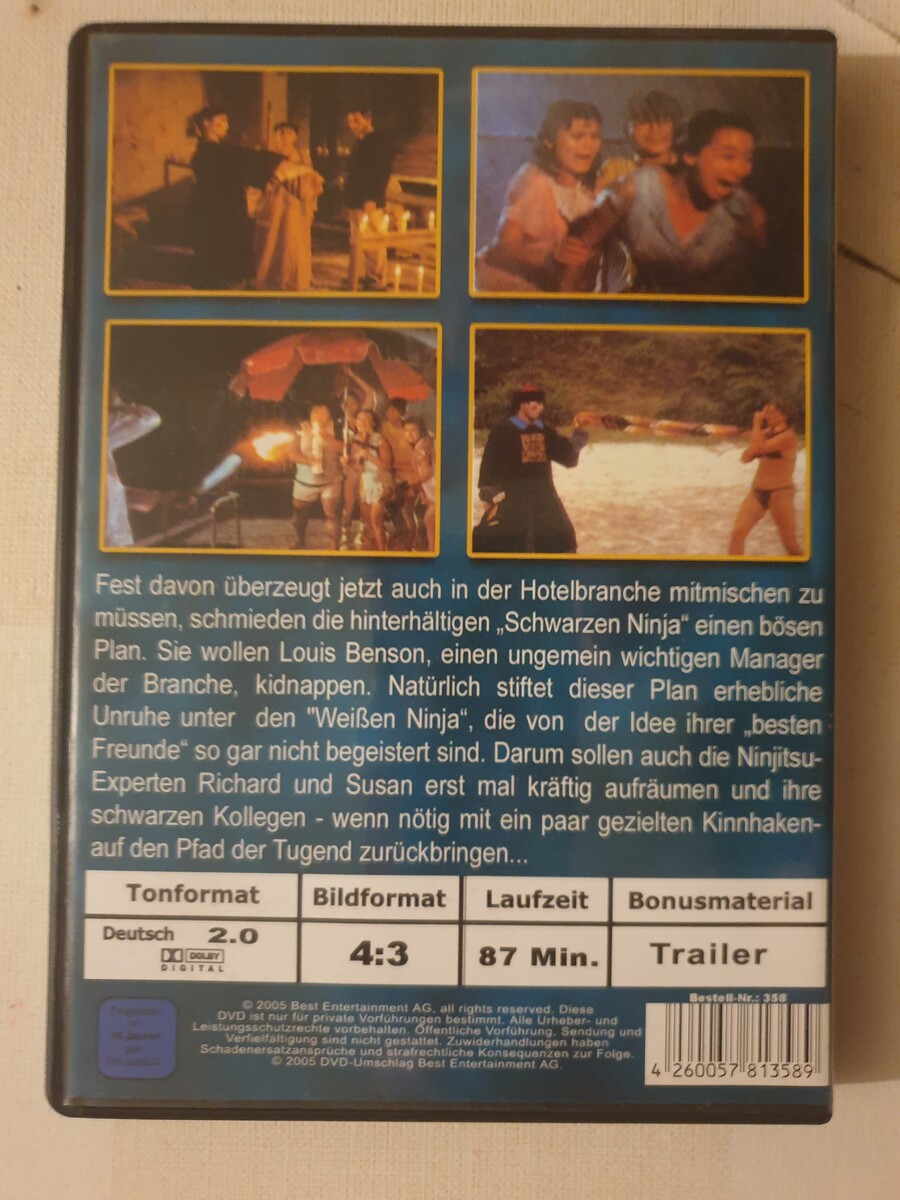 Fest davon überzeugt jetzt auch in der Hotelbranche mitmischen zu
müssen, schmieden die hinterhältigen „Schwarzen Ninja“ einen bösen
Plan. Sie wollen Louis Benson, einen ungemein wichtigen Manager
der Branche, kidnappen. Natürlich stiftet dieser Plan erhebliche
Unruhe unter den "Weißen Ninja“, die von der Idee ihrer „besten
Freunde“ so gar nicht begeistert sind. Darum sollen auch die Ninjitsu-
Experten Richard und Susan erst mal kräftig aufräumen und ihre
schwarzen Kollegen - wenn nötig mit ein paar gezielten Kinnhaken-
auf den Pfad der Tugend zurückbringen...
Tonformat Bildformat Laufzeit Bonusmaterial
Deutsch 2.0 4:3 87 Min. Trailer
DOLBY
DIGITAL
Bestell-Nr.: 358
© 2005 Best Entertainment AG, all rights reserved. Diese
DVD ist nur für private Vorführungen bestimmt. Alle Urheber- und
Leistungsschutzrechte vorbehalten. Öffentliche Vorführung, Sendung und
Verfielfältigung sind nicht gestattet. Zuwiderhandlungen haben
Schadenersatzansprüche und strafrechtliche Konsequenzen zur Folge.
© 2005 DVD-Umschlag Best Entertainment AG.
4 260057 813589